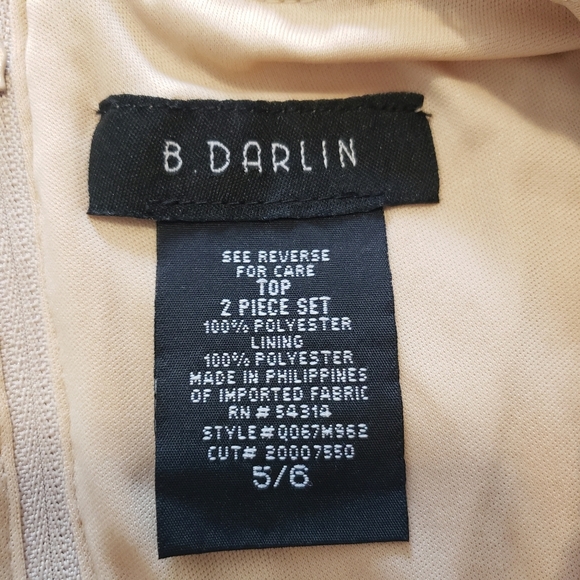 B.DARLIN
SEE REVERSE
FOR CARE
TOP
2 PIECE SET
100% POLYESTER
LINING
100% POLYESTER
MADE IN PHILIPPINES
OF IMPORTED FABRIC
RN# 54314
STYLE#Q067M962
CUT# 20007550
5/6